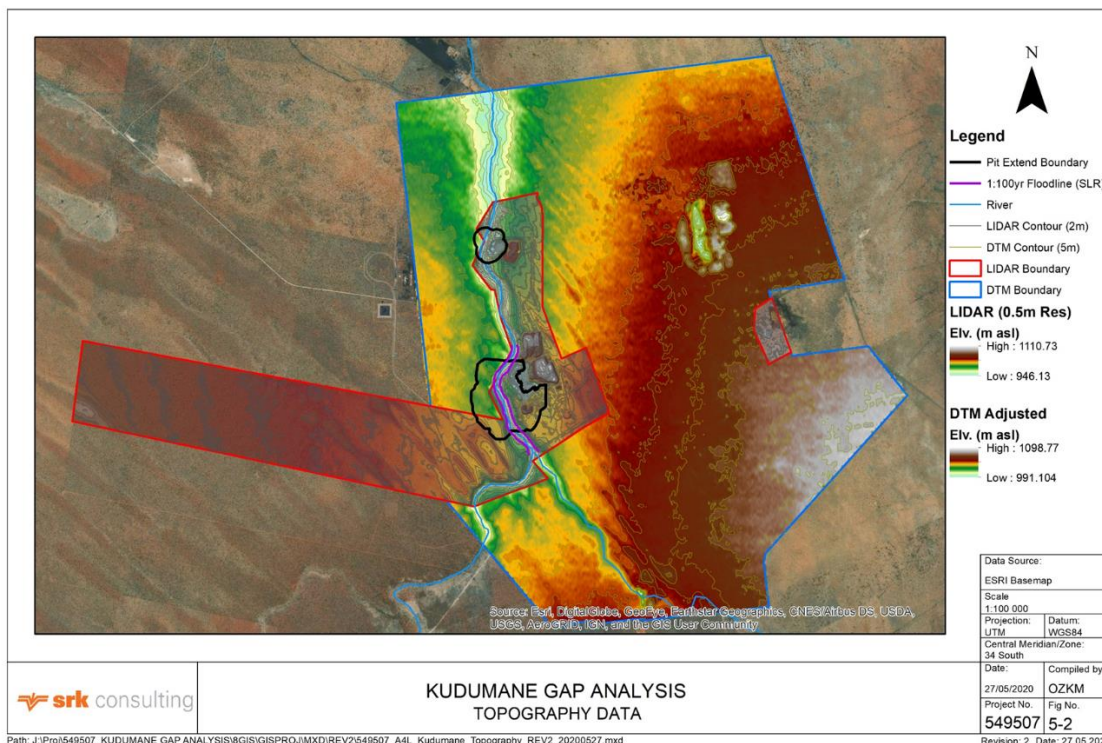 N
Legend
Pit Extend Boundary
1:100yr Floodline (SLR)
River
LIDAR Contour (2m)
DTM Contour (5m)
LIDAR Boundary
DTM Boundary
LIDAR (0.5m Res)
Elv. (m asl)
High : 1110.73
Low : 946.13
DTM Adjusted
Elv. (m asl)
High : 1098.77
Low : 991.104
Source: Esri, DigitalGlobe, GeoEye, Earthstar Geographics, CNES/Airbus DS, USDA,
USGS, AeroGRID, IGN, and the GIS User Community
Data Source:
ESRI Basemap
Scale
1:100 000
Projection: Datum:
UTM WGS84
Central Meridian/Zone:
34 South
Date: Compiled by
27/05/2020 OZKM
Project No. Fig No.
549507 5-2
srk consulting
KUDUMANE GAP ANALYSIS
TOPOGRAPHY DATA
Path: J:\Proj\549507_KUDUMANE GAP ANALYSIS\8GIS\GISPROJ\MXD\REV2\549507_A4L_Kudumane_Topography_REV2_20200527.mxd
Revision: 2 Date: 27 05 202